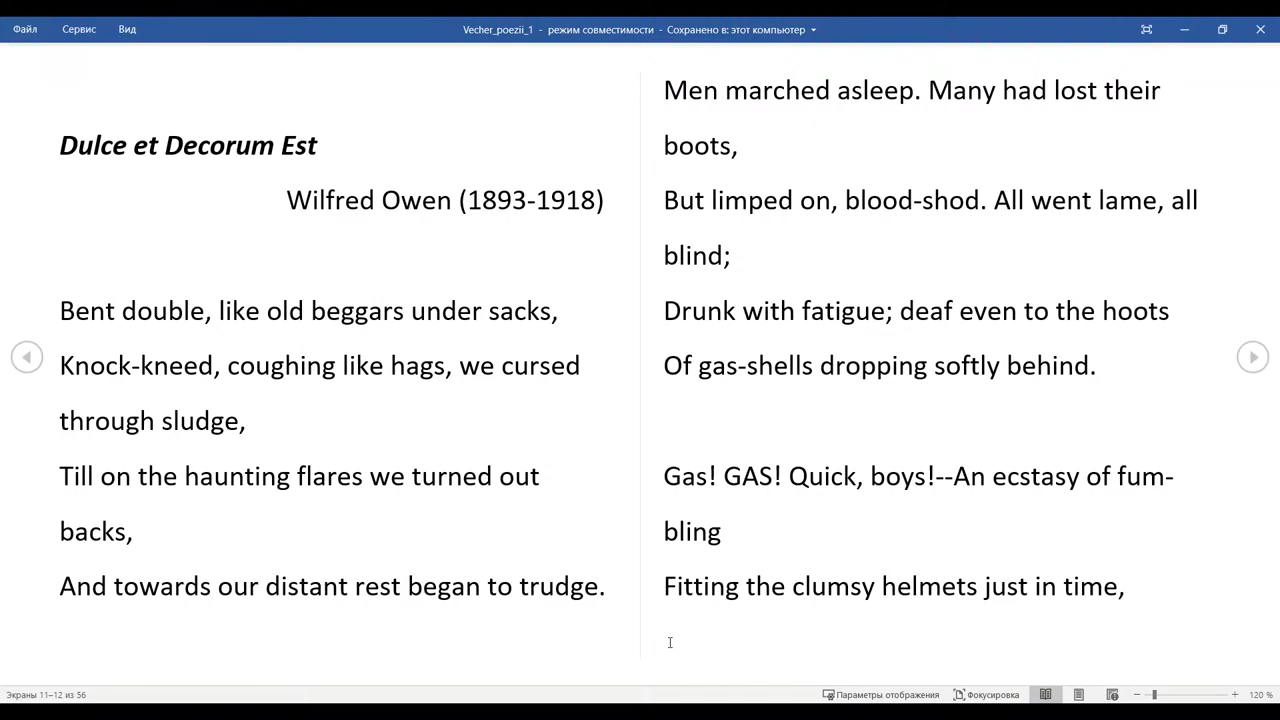 Файл Сервис Вид Vecher_poezii_1 - режим совместимости - Сохранено в: этот компьютер
Dulce et Decorum Est
Wilfred Owen (1893-1918)
Bent double, like old beggars under sacks,
Knock-kneed, coughing like hags, we cursed
through sludge,
Till on the haunting flares we turned out
backs,
And towards our distant rest began to trudge.
Men marched asleep. Many had lost their
boots,
But limped on, blood-shod. All went lame, all
blind;
Drunk with fatigue; deaf even to the hoots
Of gas-shells dropping softly behind.
Gas! GAS! Quick, boys!--An ecstasy of fum-
bling
Fitting the clumsy helmets just in time,
Экраны 11–12 из 56 Параметры отображения Фокусировка 120 %